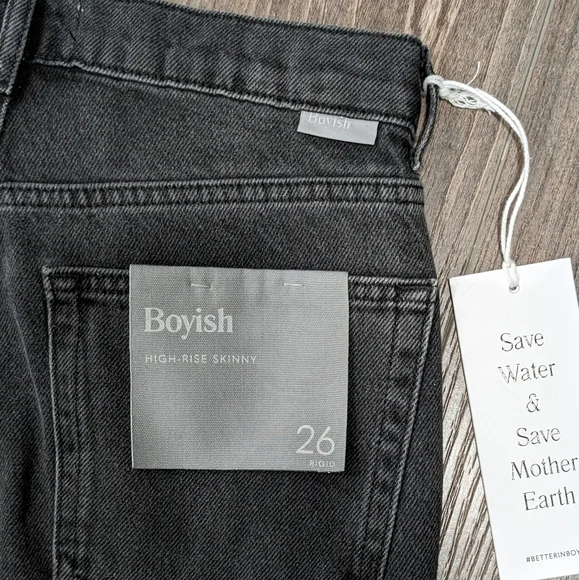 Boyish
Boyish
HIGH-RISE SKINNY
26
RIGID
Save
Water
&
Save
Mother
Earth
#BETTERINBOY